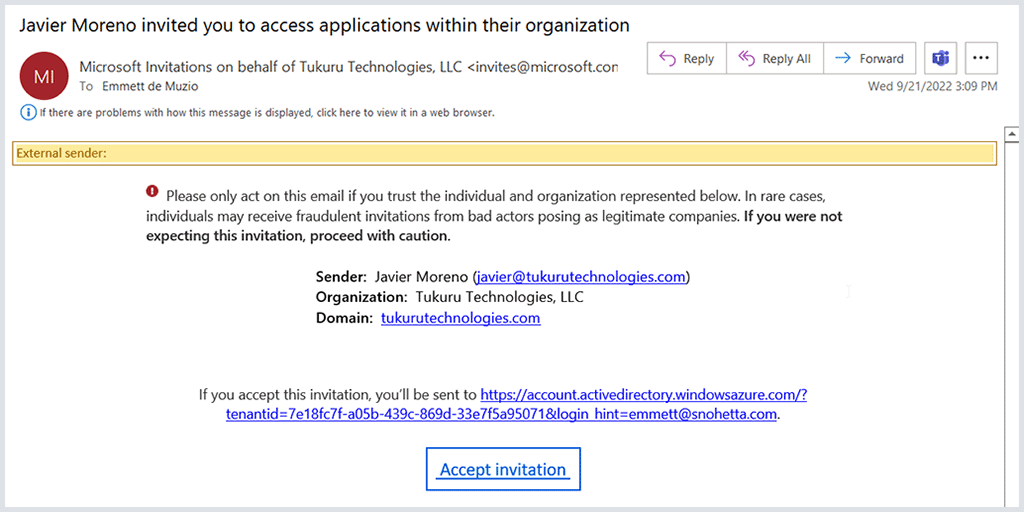 Javier Moreno invited you to access applications within their organization
MI
Microsoft Invitations on behalf of Tukuru Technologies, LLC <invites@microsoft.con
To Emmett de Muzio
Reply
Reply All
Forward
Wed 9/21/2022 3:09 PM
If there are problems with how this message is displayed, click here to view it in a web browser.
External sender:
Please only act on this email if you trust the individual and organization represented below. In rare cases,
individuals may receive fraudulent invitations from bad actors posing as legitimate companies. If you were not
expecting this invitation, proceed with caution.
Sender: Javier Moreno (javier@tukurutechnologies.com)
Organization: Tukuru Technologies, LLC
Domain: tukurutechnologies.com
If you accept this invitation, you'll be sent to https://account.activedirectory.windowsazure.com/?
tenantid=7e18fc7f-a05b-439c-869d-33e7f5a95071&login_hint=emmett@snohetta.com.
Accept invitation